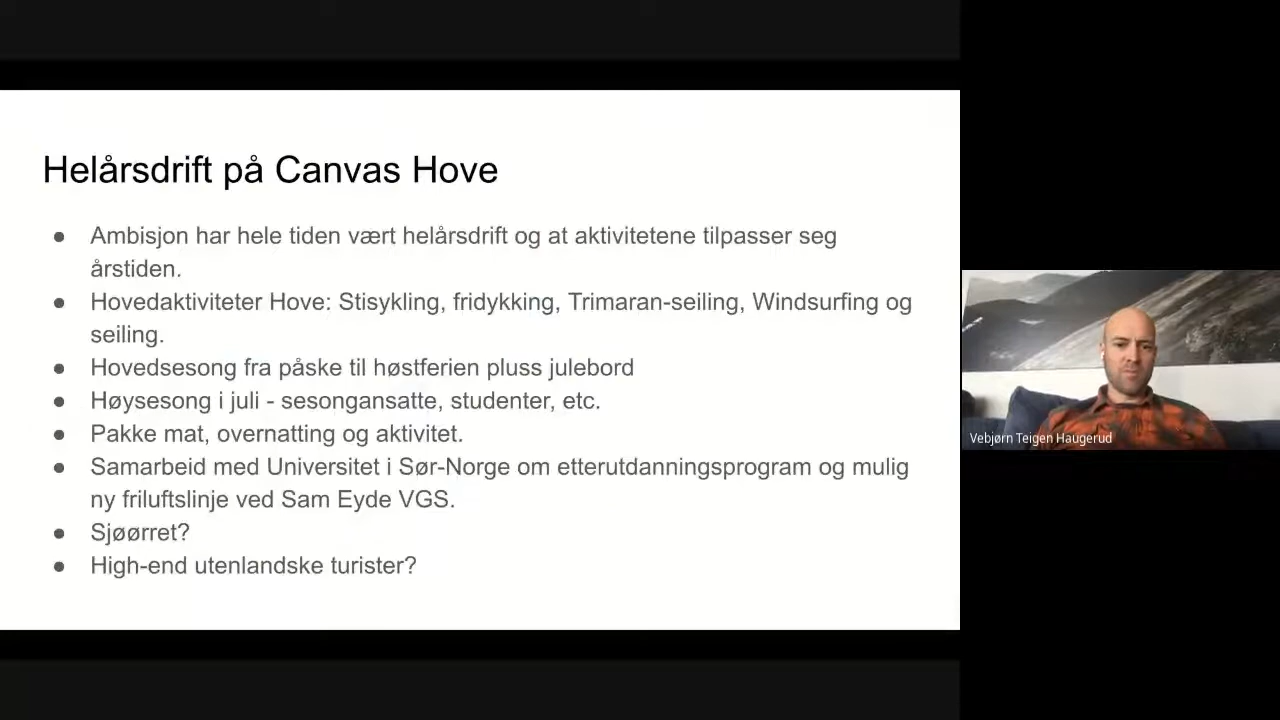 Helårsdrift på Canvas Hove
● Ambisjon har hele tiden vært helårsdrift og at aktivitetene tilpasser seg
årstiden.
● Hovedaktiviteter Hove: Stisykling, fridykking, Trimaran-seiling, Windsurfing og
seiling.
● Hovedsesong fra påske til høstferien pluss julebord
● Høysesong i juli - sesongansatte, studenter, etc.
● Pakke mat, overnatting og aktivitet.
● Samarbeid med Universitet i Sør-Norge om etterutdanningsprogram og mulig
ny friluftslinje ved Sam Eyde VGS.
● Sjøørret?
● High-end utenlandske turister?
Vebjørn Teigen Haugerud